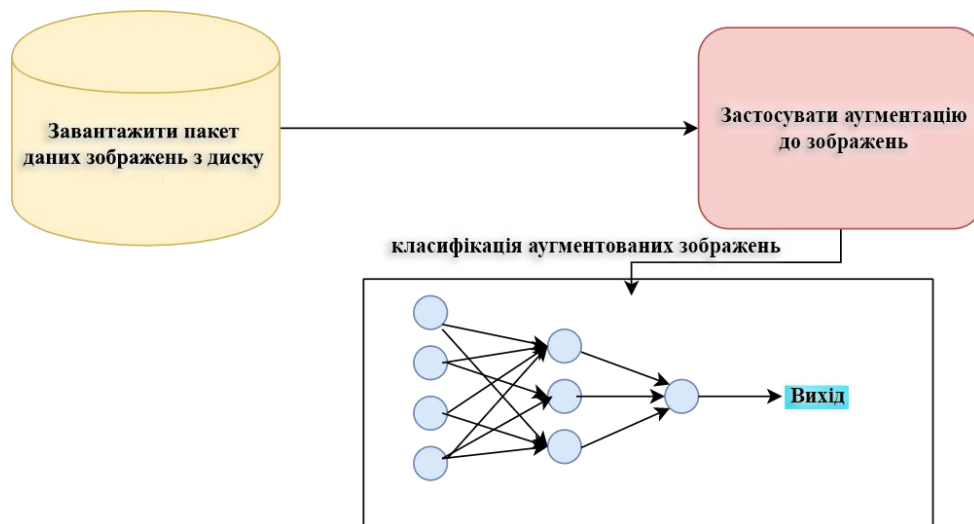 Завантажити пакет
даних зображень з диску
Застосувати аугментацію
до зображень
класифікація аугментованих зображень
Вихід